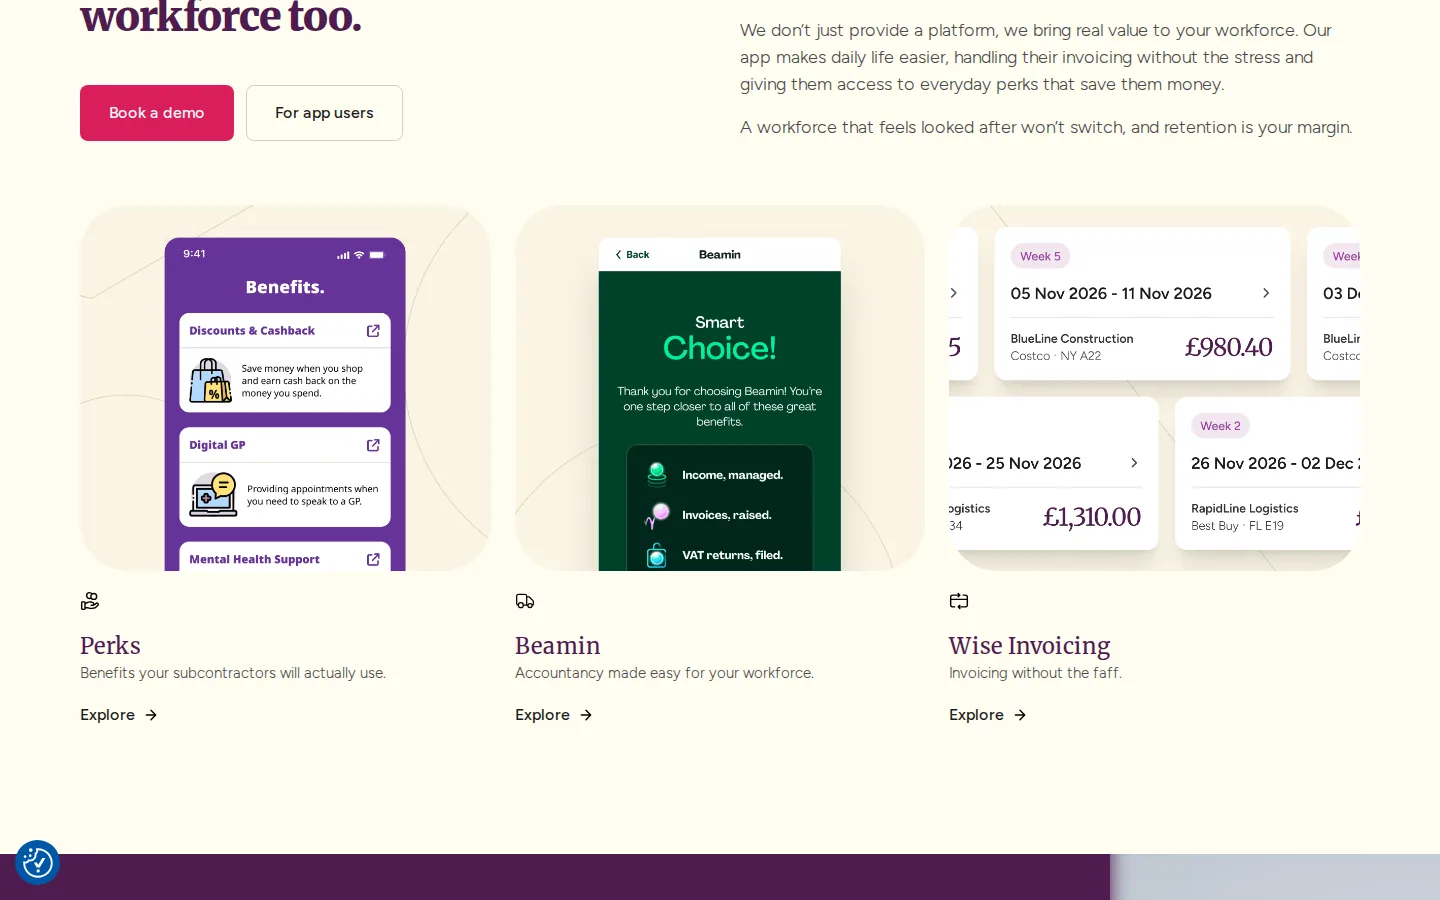 workforce too.
We don't just provide a platform, we bring real value to your workforce. Our
app makes daily life easier, handling their invoicing without the stress and
giving them access to everyday perks that save them money.
A workforce that feels looked after won't switch, and retention is your margin.
Book a demo
For app users
9:41
Benefits.
Discounts & Cashback
Save money when you shop
and earn cash back on the
money you spend.
Digital GP
Providing appointments when
you need to speak to a GP.
Mental Health Support
Back
Beamin
Smart
Choice!
Thank you for choosing Beamin! You're
one step closer to all of these great
benefits.
Income, managed.
Invoices, raised.
VAT returns, filed.
Week 5
05 Nov 2026 - 11 Nov 2026
03
BlueLine Construction
Costco · NY A22
£980.40
5
Week 2
26 - 25 Nov 2026
26 Nov 2026 - 02 Dec
34
£1,310.00
RapidLine Logistics
Best Buy · FL E19
Perks
Benefits your subcontractors will actually use.
Explore
Beamin
Accountancy made easy for your workforce.
Explore
Wise Invoicing
Invoicing without the faff.
Explore